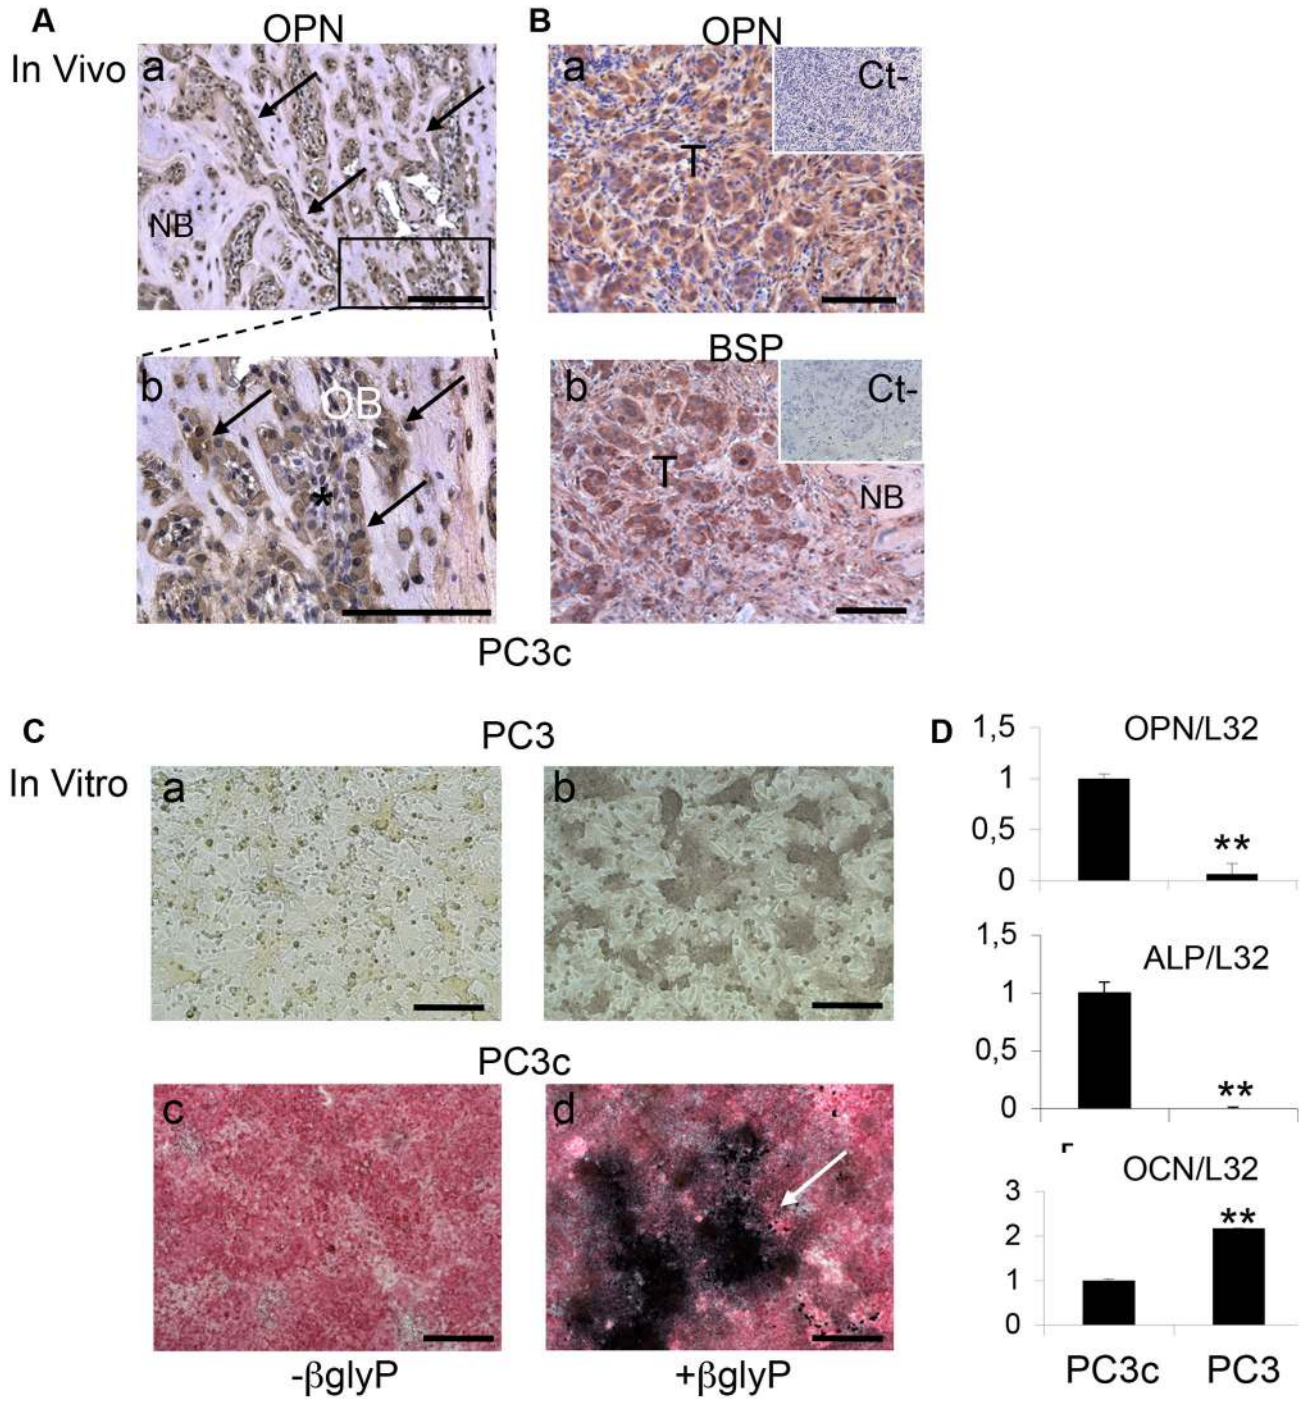 A
OPN
B
OPN
In Vivo
a
NB
a
T
Ct-
BSP
b
OB
*
b
T
Ct-
NB
PC3c
C
PC3
D
In Vitro
a
b
PC3c
c
d
-βglyP
+βglyP
OPN/L32
1,5
1
0,5
0
**
ALP/L32
1,5
1
0,5
0
**
OCN/L32
3
2
1
0
**
PC3c
PC3